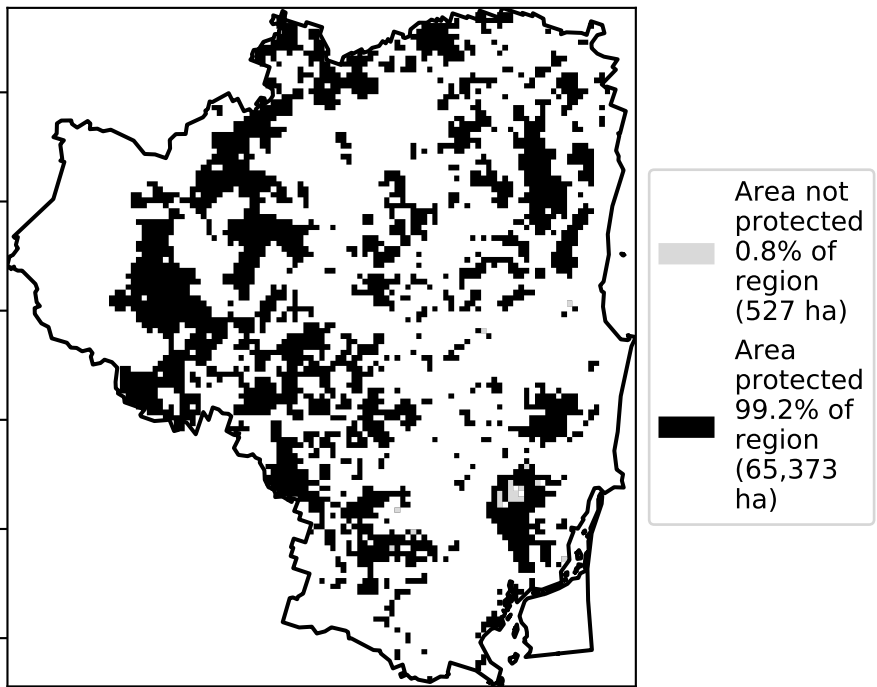 Area not
protected
0.8% of
region
(527 ha)
Area
protected
99.2% of
region
(65,373
ha)